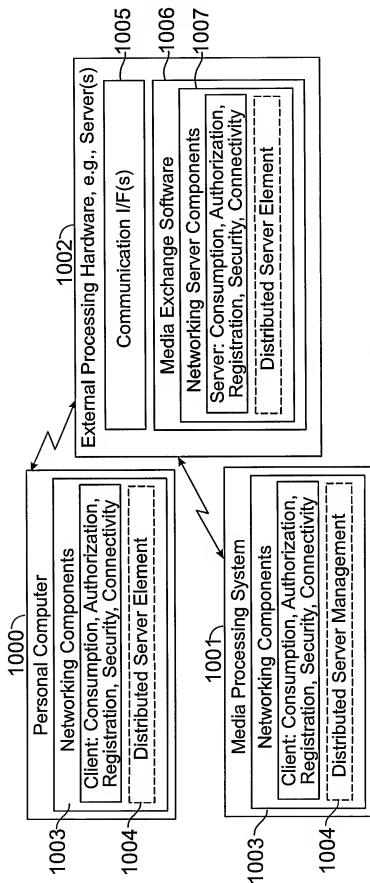 1000
Personal Computer
Networking Components
Client: Consumption, Authorization,
Registration, Security, Connectivity
Distributed Server Element
1003
1004
1001
Media Processing System
Networking Components
Client: Consumption, Authorization,
Registration, Security, Connectivity
Distributed Server Management
1003
1004
1002
External Processing Hardware, e.g., Server(s)
Communication I/F(s)
1005
Media Exchange Software
1006
Networking Server Components
1007
Server: Consumption, Authorization,
Registration, Security, Connectivity
Distributed Server Element